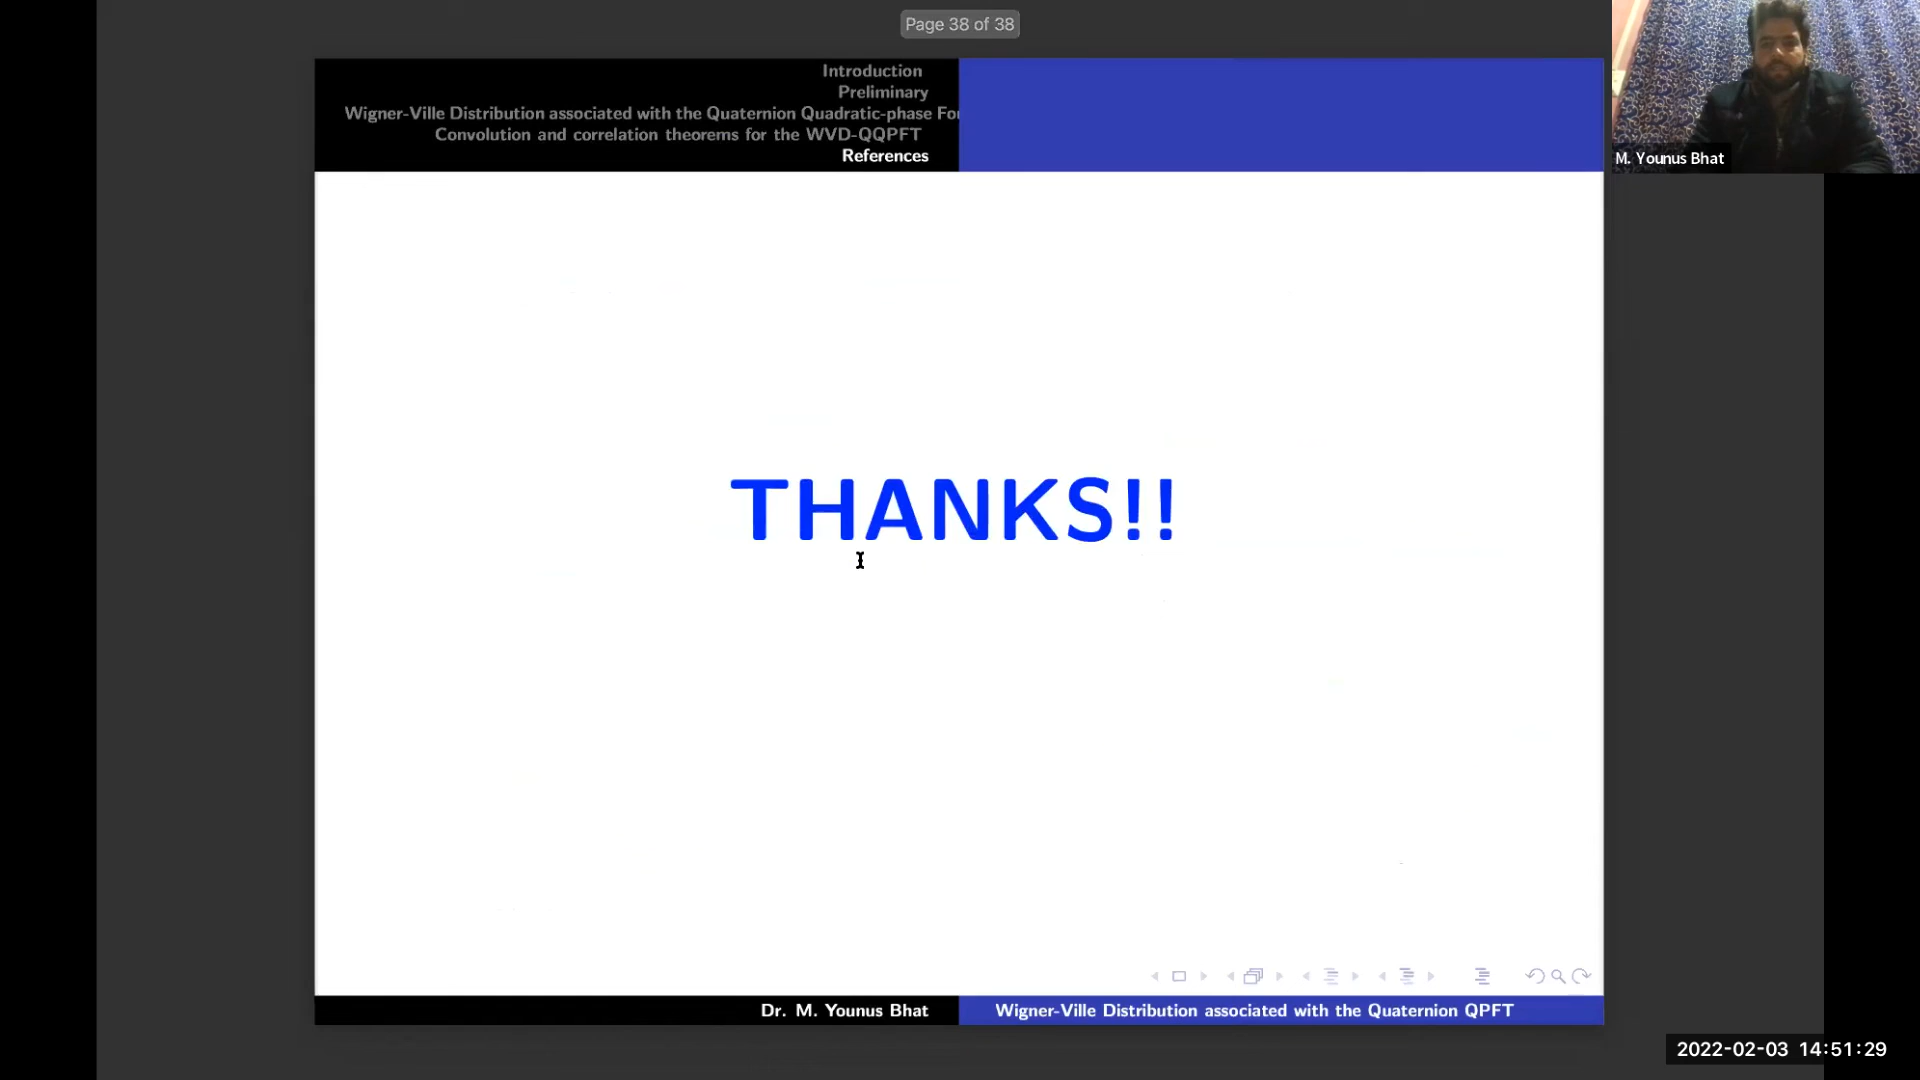 Page 38 of 38
Introduction
Preliminary
Wigner-Ville Distribution associated with the Quaternion Quadratic-phase Fo
Convolution and correlation theorems for the WVD-QQPFT
References
M. Younus Bhat
THANKS!!
Dr. M. Younus Bhat
Wigner-Ville Distribution associated with the Quaternion QPFT
2022-02-03 14:51:29